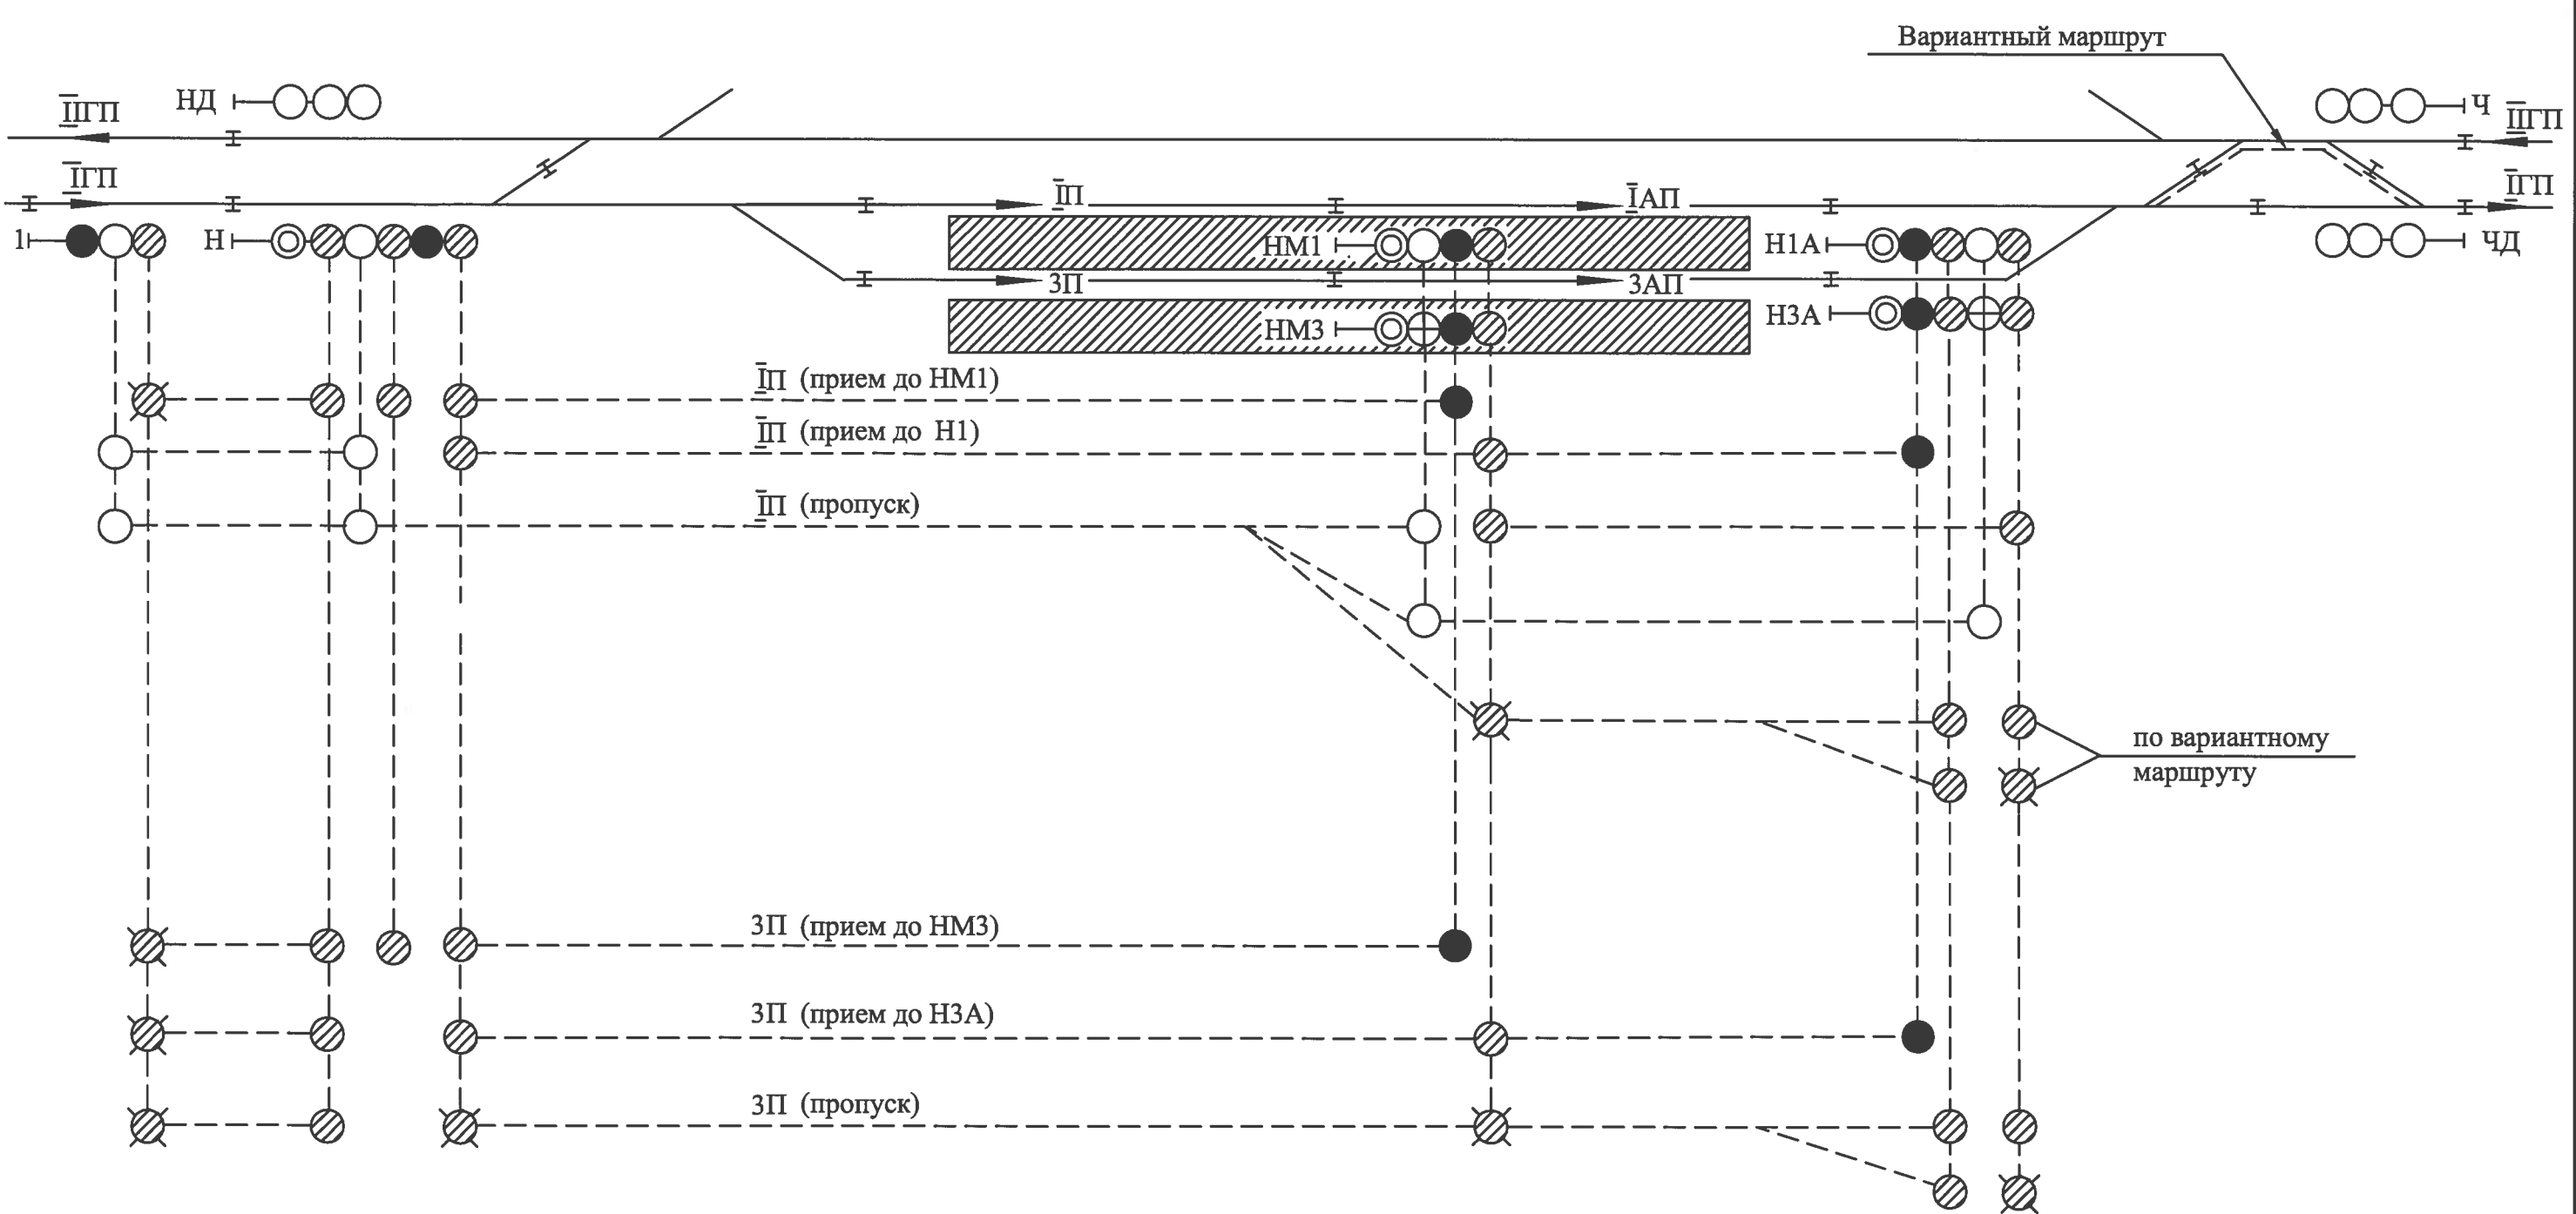 Вариантный маршрут
IIГП
НД
Ч
IIГП
IГП
IП
IАП
IГП
1
Н
НМ1
Н1А
ЧД
3П
3АП
НМ3
Н3А
IП (прием до НМ1)
IП (прием до Н1)
IП (пропуск)
по вариантному
маршруту
3П (прием до НМ3)
3П (прием до Н3А)
3П (пропуск)